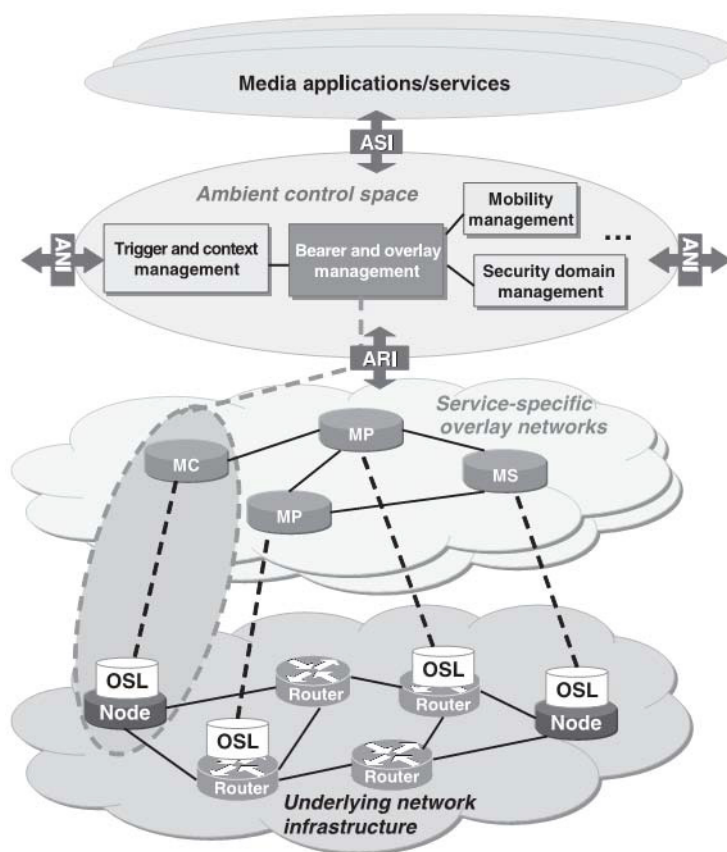 Media applications/services
ASI
Ambient control space
Mobility
management
...
ANI
Trigger and context
management
Bearer and overlay
management
Security domain
management
ANI
ARI
Service-specific
overlay networks
MP
MC
MS
MP
OSL
Node
Router
OSL
Router
OSL
Node
OSL
Router
Router
Underlying network
infrastructure